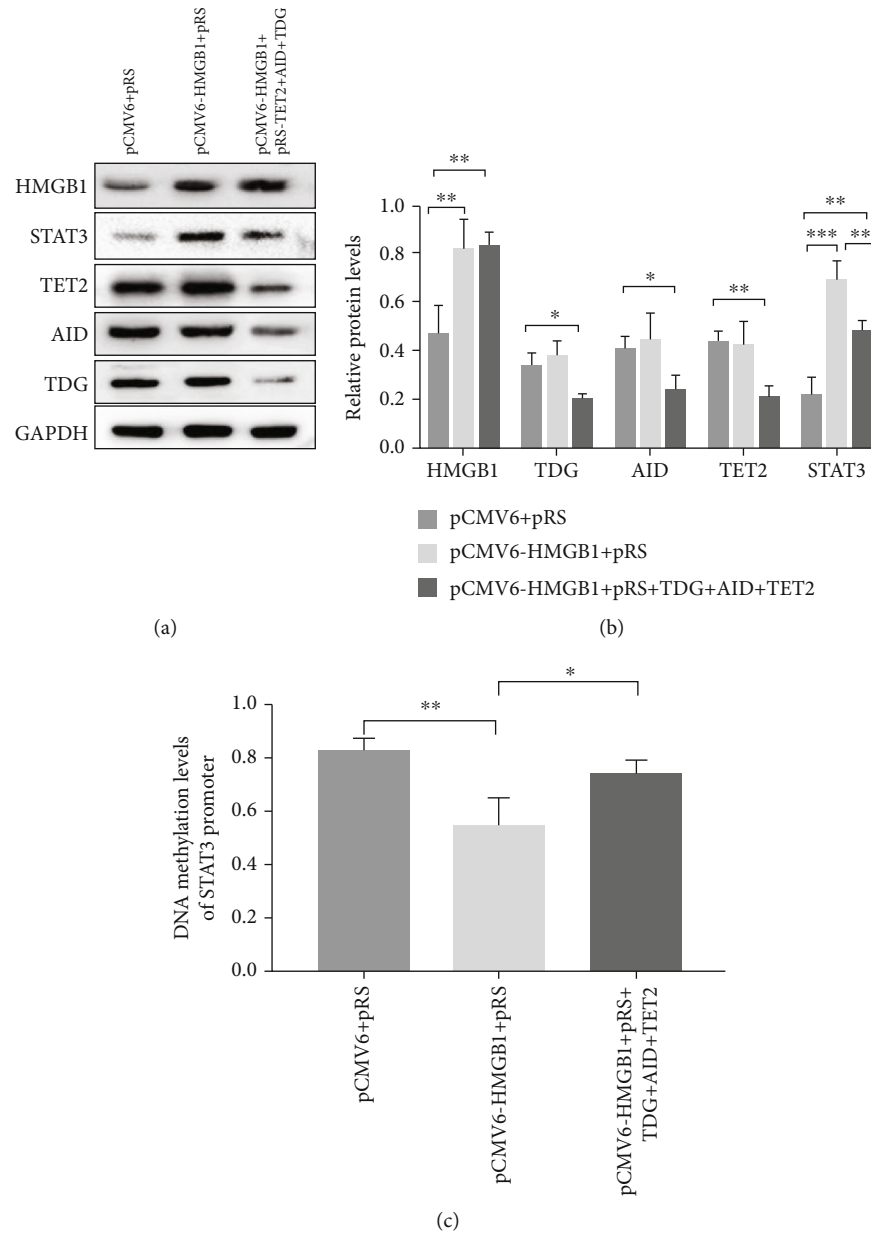 pCMV6+pRS
pCMV6-HMGB1+pRS
pCMV6-HMGB1+
pRS-TET2+AID+TDG
HMGB1
STAT3
TET2
AID
TDG
GAPDH
(a)
Relative protein levels
1.0
0.8
0.6
0.4
0.2
0.0
**
**
*
*
**
**
***
**
HMGB1 TDG AID TET2 STAT3
pCMV6+pRS
pCMV6-HMGB1+pRS
pCMV6-HMGB1+pRS+TDG+AID+TET2
(b)
DNA methylation levels
of STAT3 promoter
1.0
0.8
0.6
0.4
0.2
0.0
**
*
pCMV6+pRS
pCMV6-HMGB1+pRS
pCMV6-HMGB1+pRS+
TDG+AID+TET2
(c)